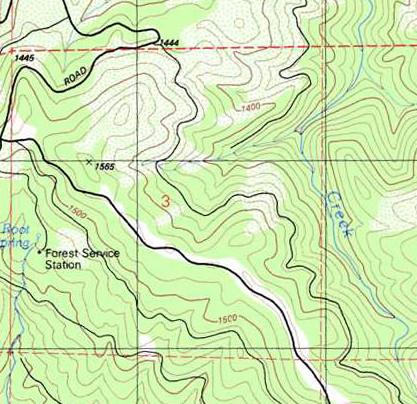 1444
1445
ROAD
1400
1565
3
1500
Creek
Root
Spring
Forest Service
Station
1500